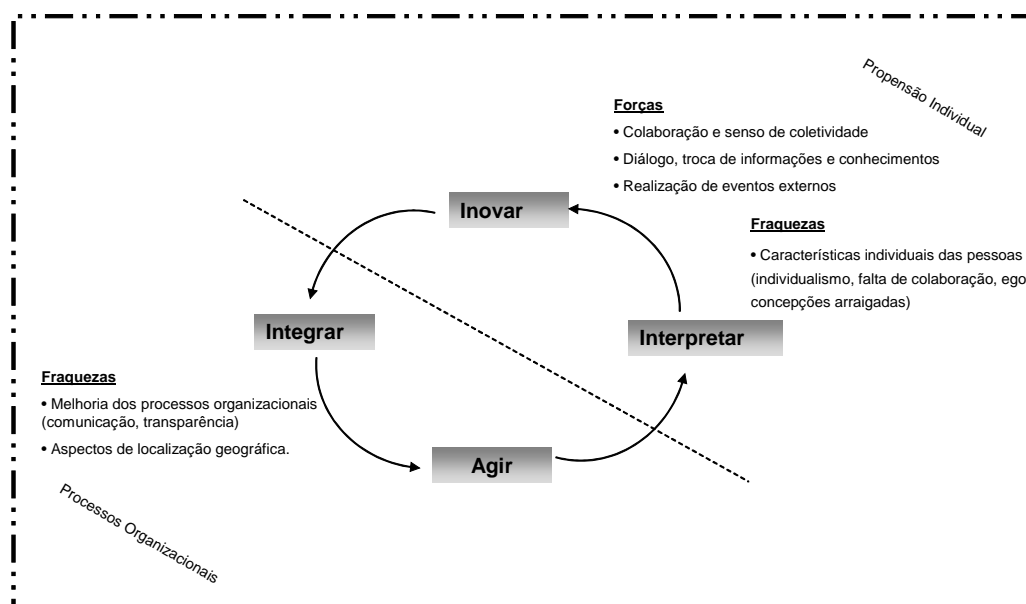 Propensão Individual
Forças
• Colaboração e senso de coletividade
• Diálogo, troca de informações e conhecimentos
• Realização de eventos externos
Inovar
Fraquezas
• Características individuais das pessoas
(individualismo, falta de colaboração, ego
concepções arraigadas)
Integrar
Interpretar
Fraquezas
• Melhoria dos processos organizacionais
(comunicação, transparência)
• Aspectos de localização geográfica.
Agir
Processos Organizacionais